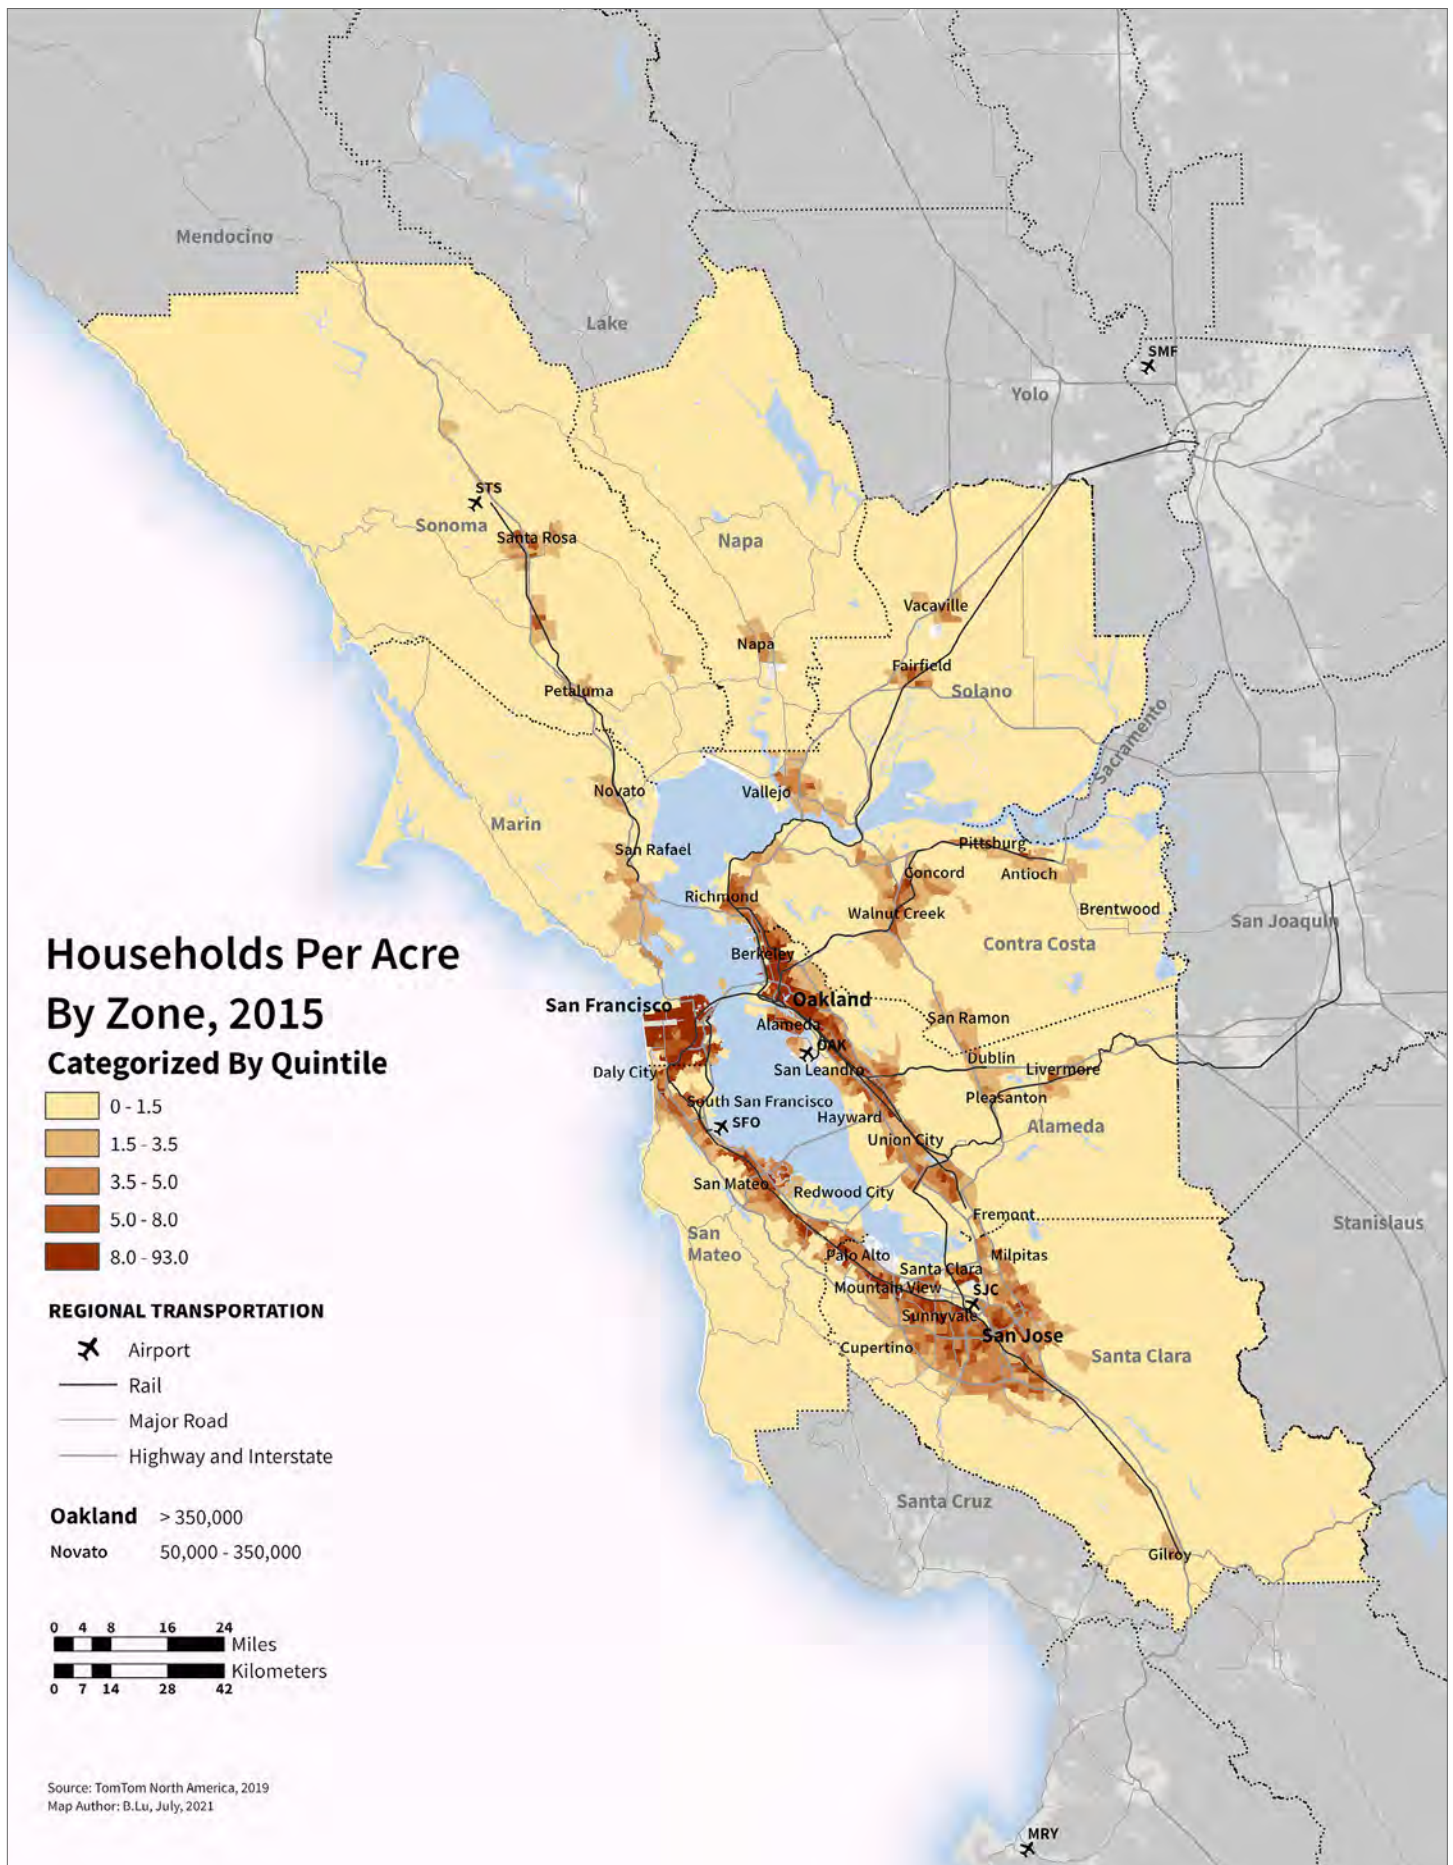 Mendocino
Lake
SMF
Yolo
STS
Sonoma
Santa Rosa
Napa
Vacaville
Napa
Fairfield
Solano
Petaluma
Sacramento
Novato
Vallejo
Marin
San Rafael
Pittsburg
Concord
Antioch
Richmond
Walnut Creek
Brentwood
San Joaquin
Contra Costa
Berkeley
San Francisco
Oakland
Alameda
San Ramon
OAK
Dublin
Daly City
San Leandro
Livermore
Pleasanton
South San Francisco
SFO
Hayward
Alameda
Union City
San Mateo
Redwood City
Fremont
Stanislaus
San
Mateo
Palo Alto
Milpitas
Santa Clara
Mountain View
SJC
Sunnyvale
San Jose
Cupertino
Santa Clara
Santa Cruz
Gilroy
MRY
Households Per Acre
By Zone, 2015
Categorized By Quintile
0 - 1.5
1.5 - 3.5
3.5 - 5.0
5.0 - 8.0
8.0 - 93.0
REGIONAL TRANSPORTATION
Airport
Rail
Major Road
Highway and Interstate
Oakland > 350,000
Novato 50,000 - 350,000
0 4 8 16 24
Miles
Kilometers
0 7 14 28 42
Source: TomTom North America, 2019
Map Author: B.Lu, July, 2021